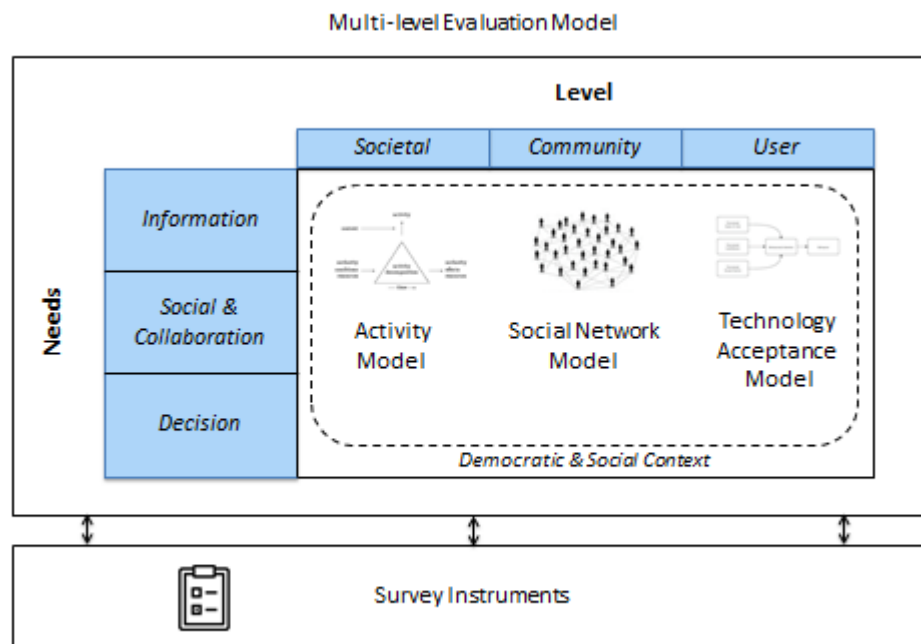 Multi-level Evaluation Model
Level
Societal
Community
User
Needs
Information
Social &
Collaboration
Decision
activity
Activity
Model
Social Network
Model
Technology
Acceptance
Model
Democratic & Social Context
Survey Instruments